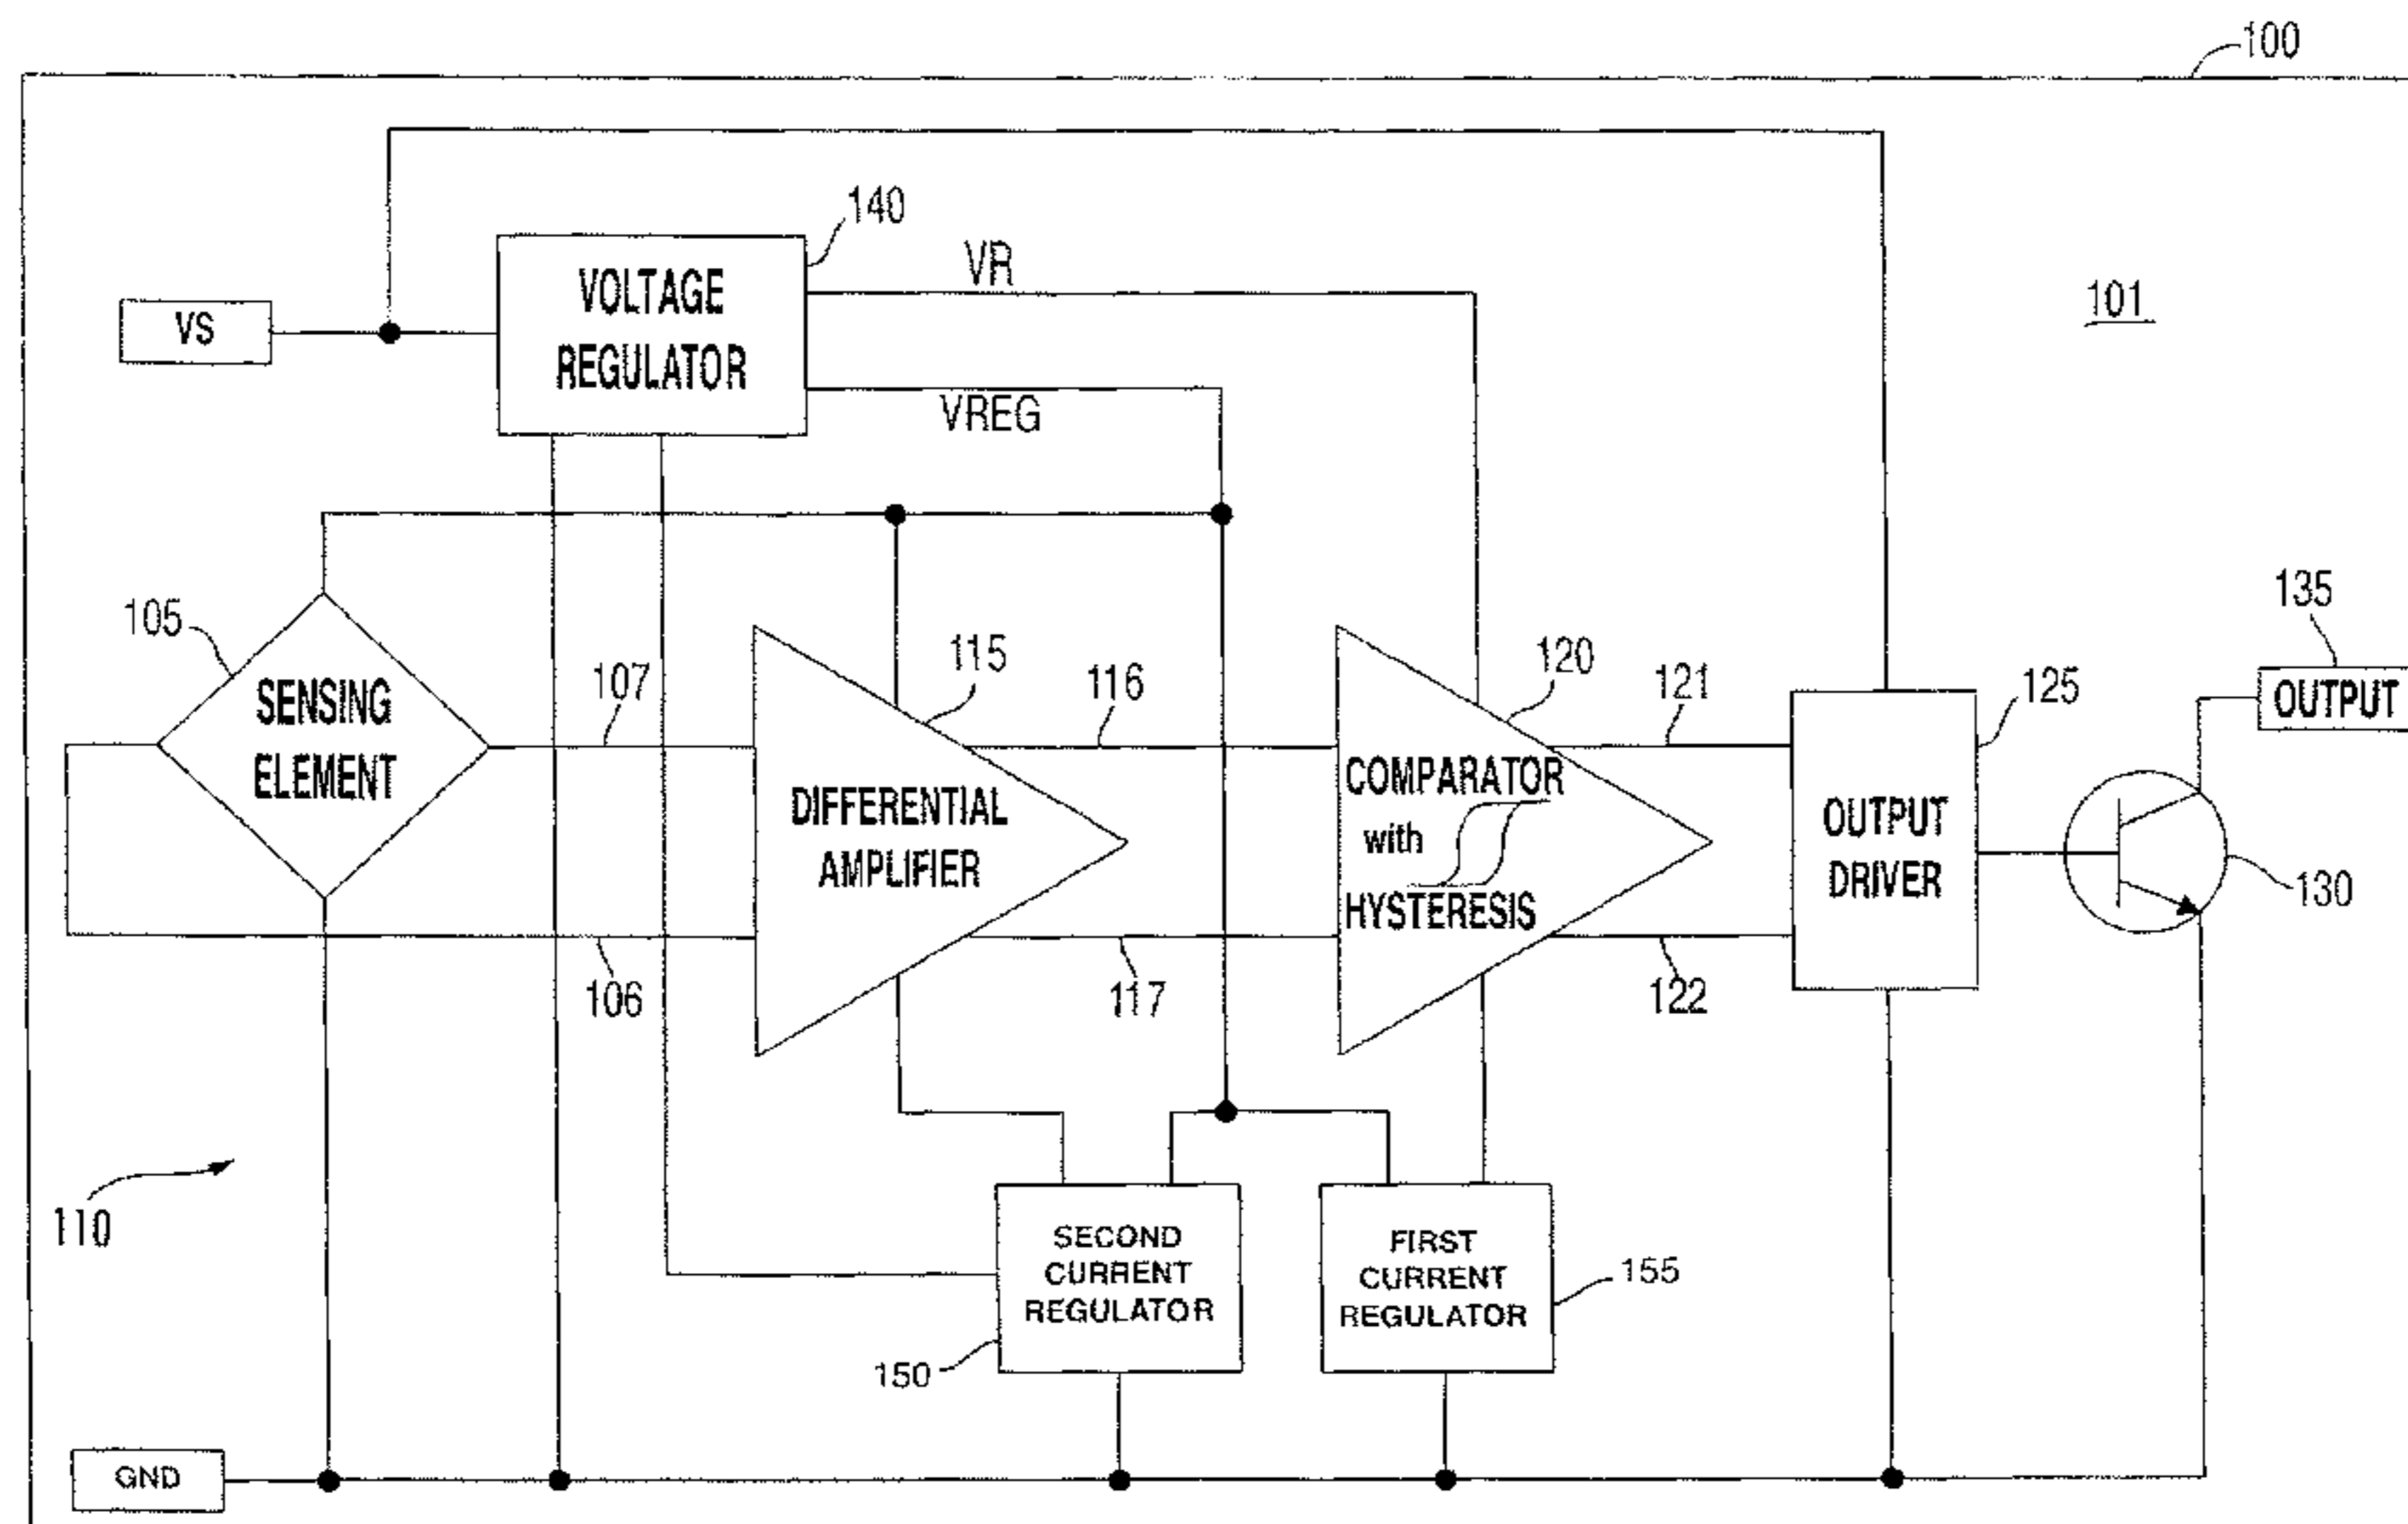 100
140
VR
VS
VOLTAGE
REGULATOR
101
VREG
105
107
115
116
120
121
125
135
OUTPUT
SENSING
ELEMENT
DIFFERENTIAL
AMPLIFIER
COMPARATOR
with
HYSTERESIS
OUTPUT
DRIVER
130
106
117
122
110
SECOND
CURRENT
REGULATOR
150
FIRST
CURRENT
REGULATOR
155
GND